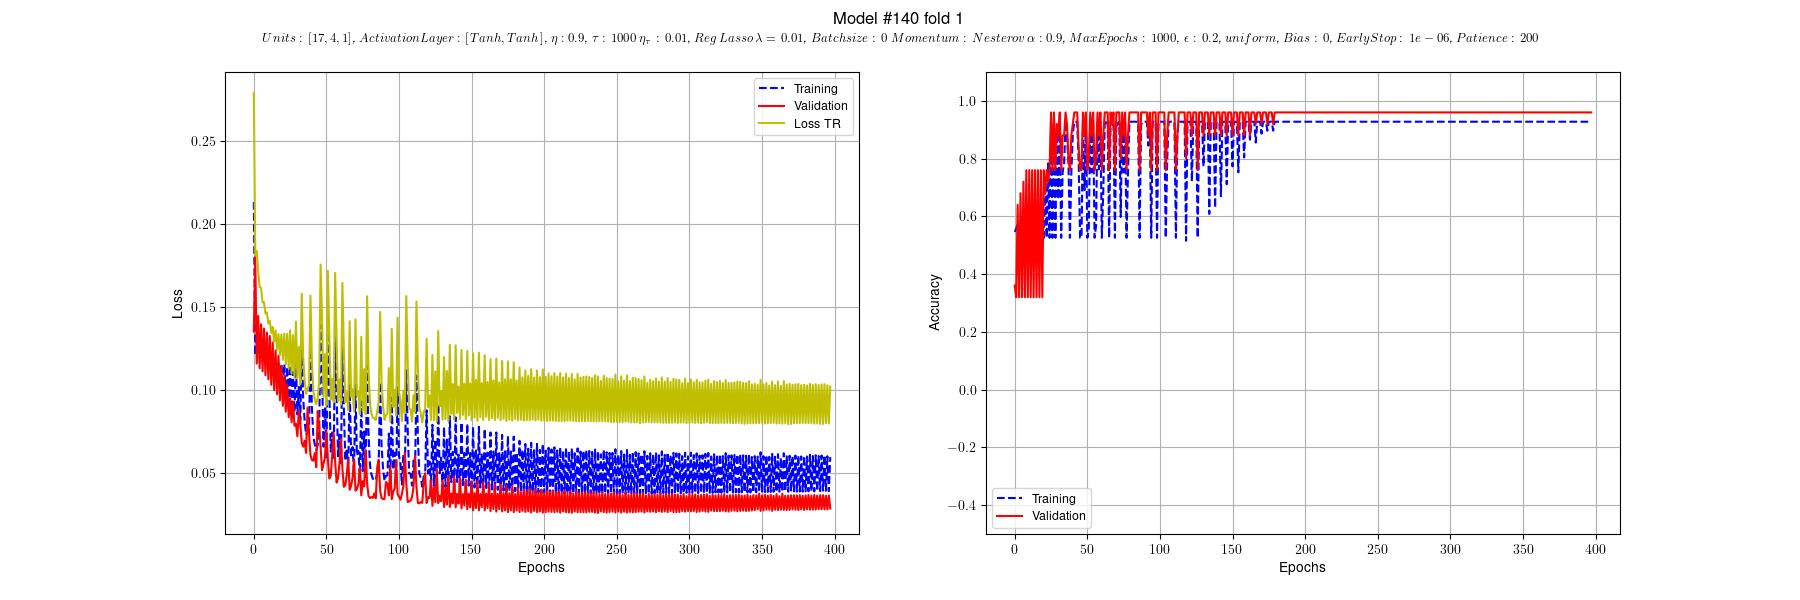 Model #140 fold 1
Units : [17, 4, 1], ActivationLayer : [Tanh, Tanh], η : 0.9, τ : 1000 η_τ : 0.01, Reg Lasso λ = 0.01, Batchsize : 0 Momentum : Nesterov α : 0.9, MaxEpochs : 1000, ϵ : 0.2, uniform, Bias : 0, EarlyStop : 1e − 06, Patience : 200
Training
Validation
Loss TR
Loss
0.25
0.20
0.15
0.10
0.05
0 50 100 150 200 250 300 350 400
Epochs
Accuracy
1.0
0.8
0.6
0.4
0.2
0.0
−0.2
−0.4
Training
Validation
0 50 100 150 200 250 300 350 400
Epochs